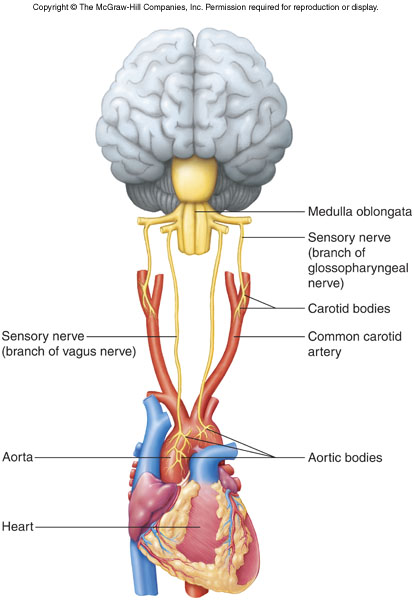 Copyright © The McGraw-Hill Companies, Inc. Permission required for reproduction or display.
Medulla oblongata
Sensory nerve
(branch of
glossopharyngeal
nerve)
Carotid bodies
Sensory nerve
(branch of vagus nerve)
Common carotid
artery
Aorta
Aortic bodies
Heart